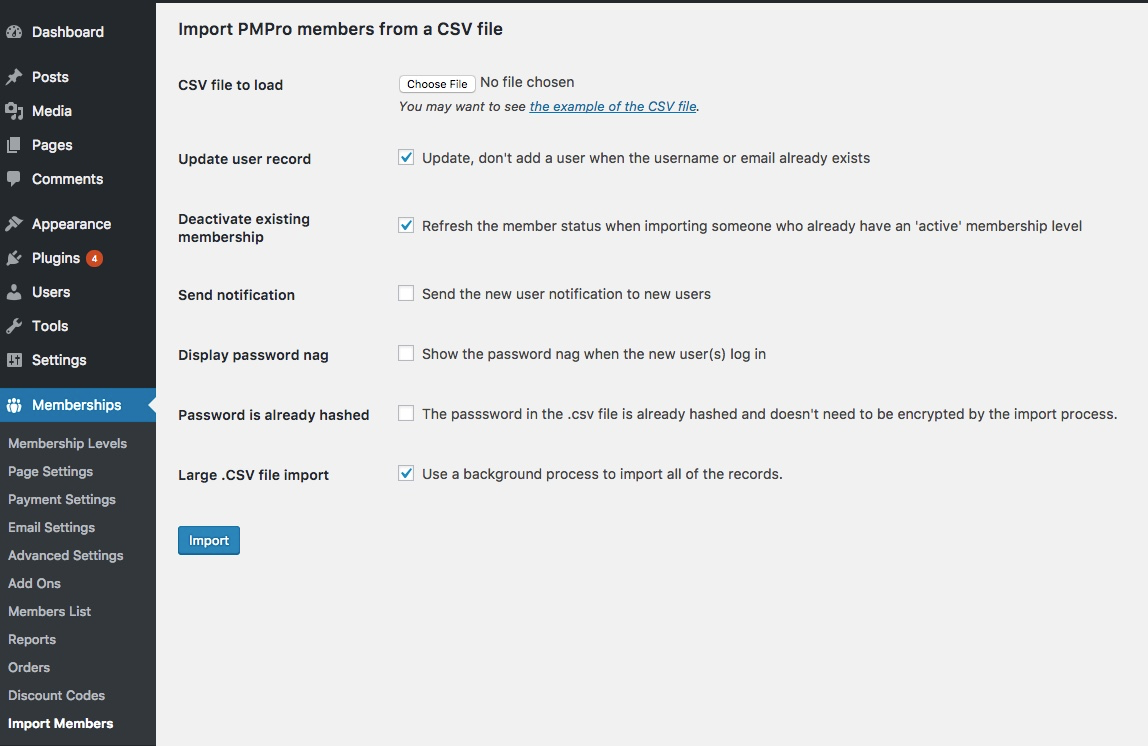 Dashboard
Posts
Media
Pages
Comments
Appearance
Plugins 4
Users
Tools
Settings
Memberships
Membership Levels
Page Settings
Payment Settings
Email Settings
Advanced Settings
Add Ons
Members List
Reports
Orders
Discount Codes
Import Members
Import PMPro members from a CSV file
CSV file to load
Choose File No file chosen
You may want to see the example of the CSV file.
Update user record
Update, don't add a user when the username or email already exists
Deactivate existing
membership
Refresh the member status when importing someone who already have an 'active' membership level
Send notification
Send the new user notification to new users
Display password nag
Show the password nag when the new user(s) log in
Password is already hashed
The passsword in the .csv file is already hashed and doesn't need to be encrypted by the import process.
Large .CSV file import
Use a background process to import all of the records.
Import